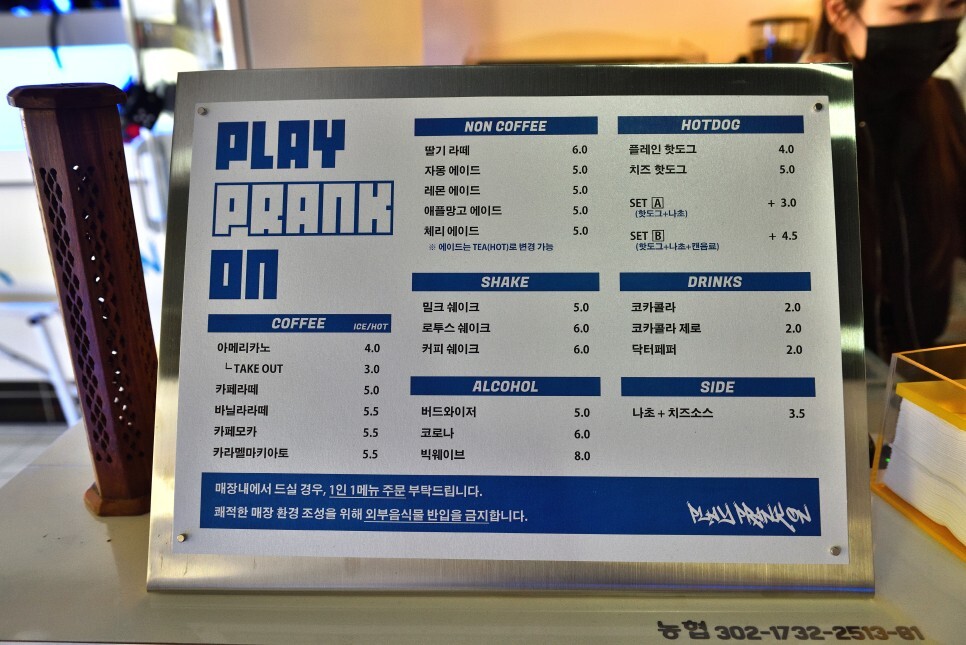 PLAY
PRANK
ON
COFFEE ICE/HOT
아메리카노 4.0
└TAKE OUT 3.0
카페라떼 5.0
바닐라라떼 5.5
카페모카 5.5
카라멜마키아토 5.5
NON COFFEE
딸기 라떼 6.0
자몽 에이드 5.0
레몬 에이드 5.0
애플망고 에이드 5.0
체리 에이드 5.0
※ 에이드는 TEA(HOT)로 변경 가능
SHAKE
밀크 쉐이크 5.0
로투스 쉐이크 6.0
커피 쉐이크 6.0
ALCOHOL
버드와이저 5.0
코로나 6.0
빅웨이브 8.0
HOTDOG
플레인 핫도그 4.0
치즈 핫도그 5.0
SET A + 3.0
(핫도그+나초)
SET B + 4.5
(핫도그+나초+캔음료)
DRINKS
코카콜라 2.0
코카콜라 제로 2.0
닥터페퍼 2.0
SIDE
나초 + 치즈소스 3.5
매장내에서 드실 경우, 1인 1메뉴 주문 부탁드립니다.
쾌적한 매장 환경 조성을 위해 외부음식물 반입을 금지합니다.
PLAY PRANK ON
농협 302-1732-2513-81